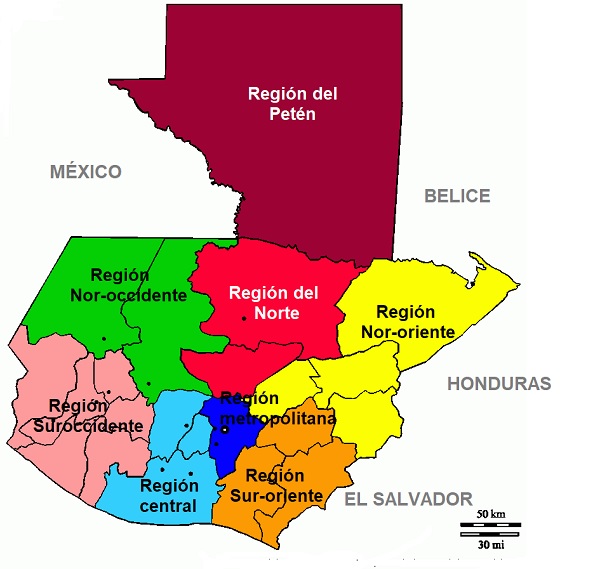 Región del
Petén
MÉXICO
BELICE
Región
Nor-occidente
Región del
Norte
Región
Nor-oriente
HONDURAS
Región
Suroccidente
Región
metropolitana
Región
central
Región
Sur-oriente
EL SALVADOR
50 km
30 mi